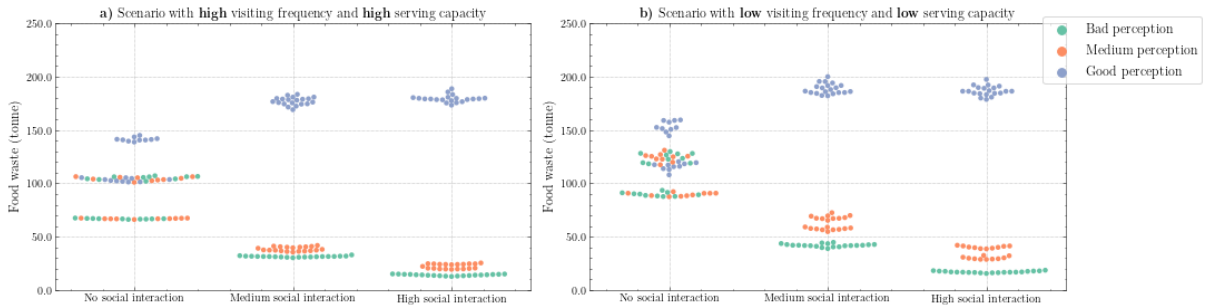 a) Scenario with high visiting frequency and high serving capacity
250.0
200.0
150.0
100.0
50.0
0.0
Food waste (tonne)
No social interaction
Medium social interaction
High social interaction
b) Scenario with low visiting frequency and low serving capacity
250.0
200.0
150.0
100.0
50.0
0.0
Food waste (tonne)
No social interaction
Medium social interaction
High social interaction
Bad perception
Medium perception
Good perception